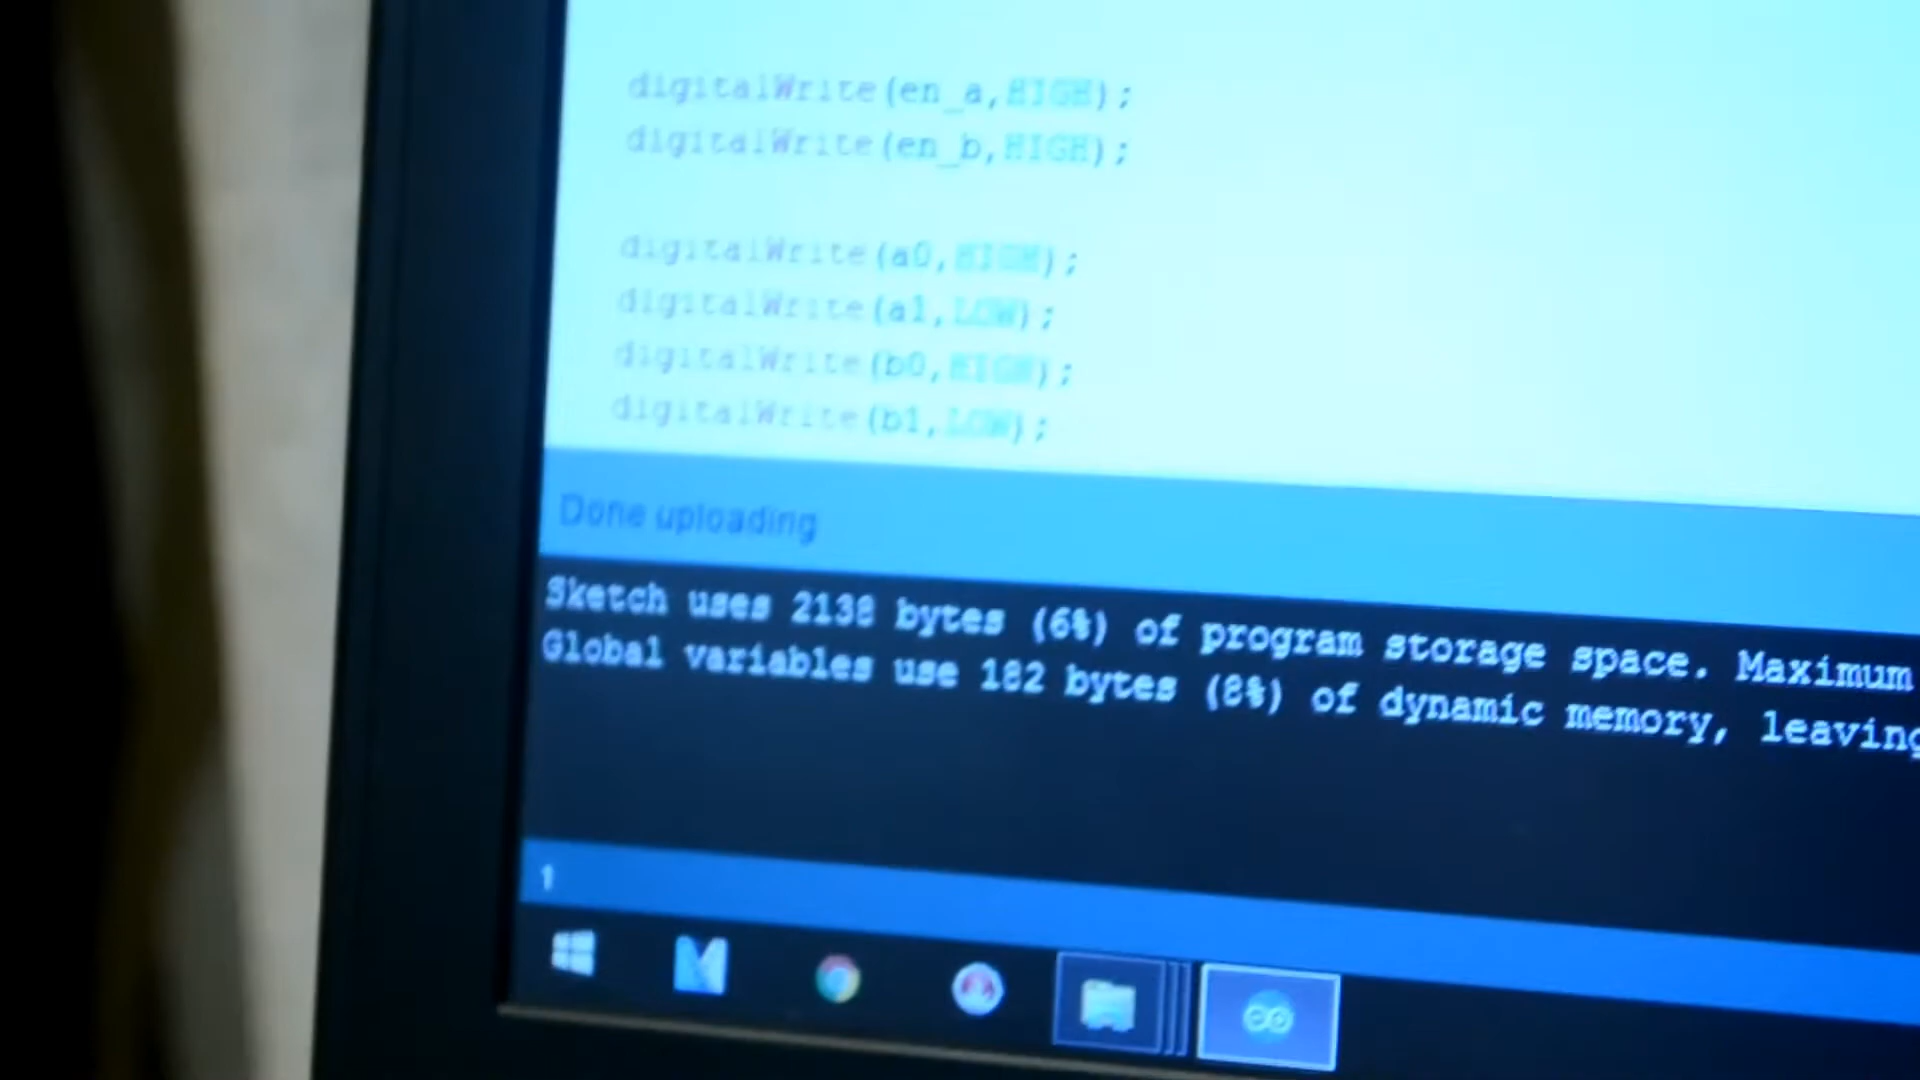 digitalWrite(en_a,HIGH);
digitalWrite(en_b,HIGH);
digitalWrite(a0,HIGH);
digitalWrite(a1,LOW);
digitalWrite(b0,HIGH);
digitalWrite(b1,LOW);
Done uploading
Sketch uses 2138 bytes (6%) of program storage space. Maximum
Global variables use 182 bytes (8%) of dynamic memory, leaving
1